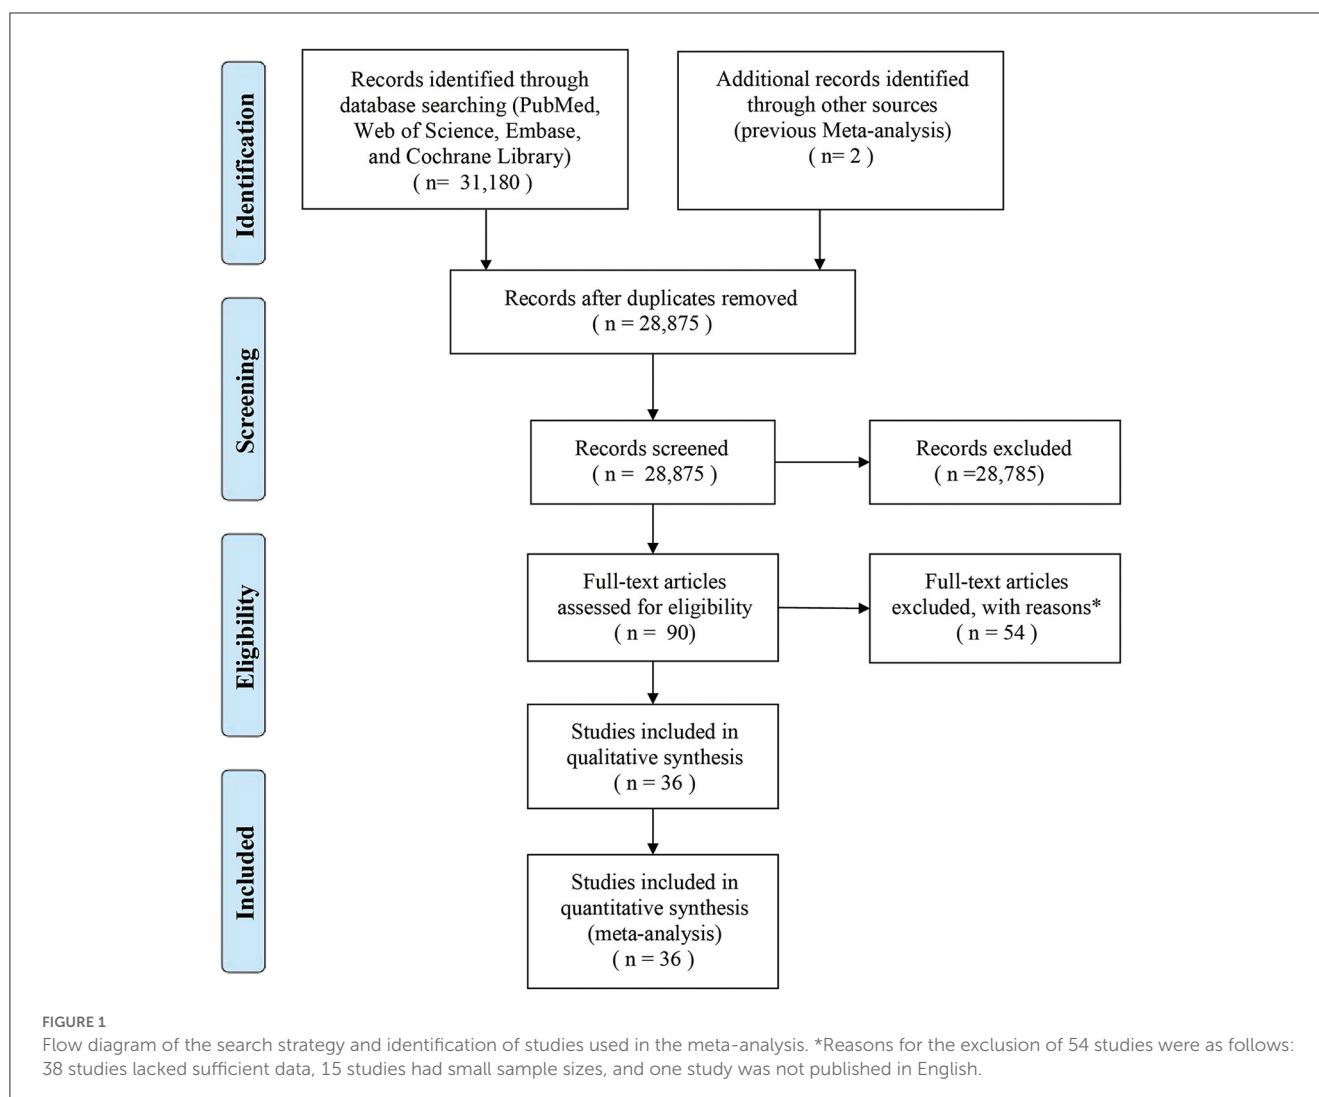 Identification
Records identified through
database searching (PubMed,
Web of Science, Embase,
and Cochrane Library)
( n= 31,180 )
Additional records identified
through other sources
(previous Meta-analysis)
( n= 2 )
Records after duplicates removed
( n = 28,875 )
Screening
Records screened
( n = 28,875 )
Records excluded
( n =28,785)
Eligibility
Full-text articles
assessed for eligibility
( n = 90)
Full-text articles
excluded, with reasons*
( n = 54 )
Studies included in
qualitative synthesis
( n = 36 )
Included
Studies included in
quantitative synthesis
(meta-analysis)
( n = 36 )
FIGURE 1
Flow diagram of the search strategy and identification of studies used in the meta-analysis. *Reasons for the exclusion of 54 studies were as follows:
38 studies lacked sufficient data, 15 studies had small sample sizes, and one study was not published in English.